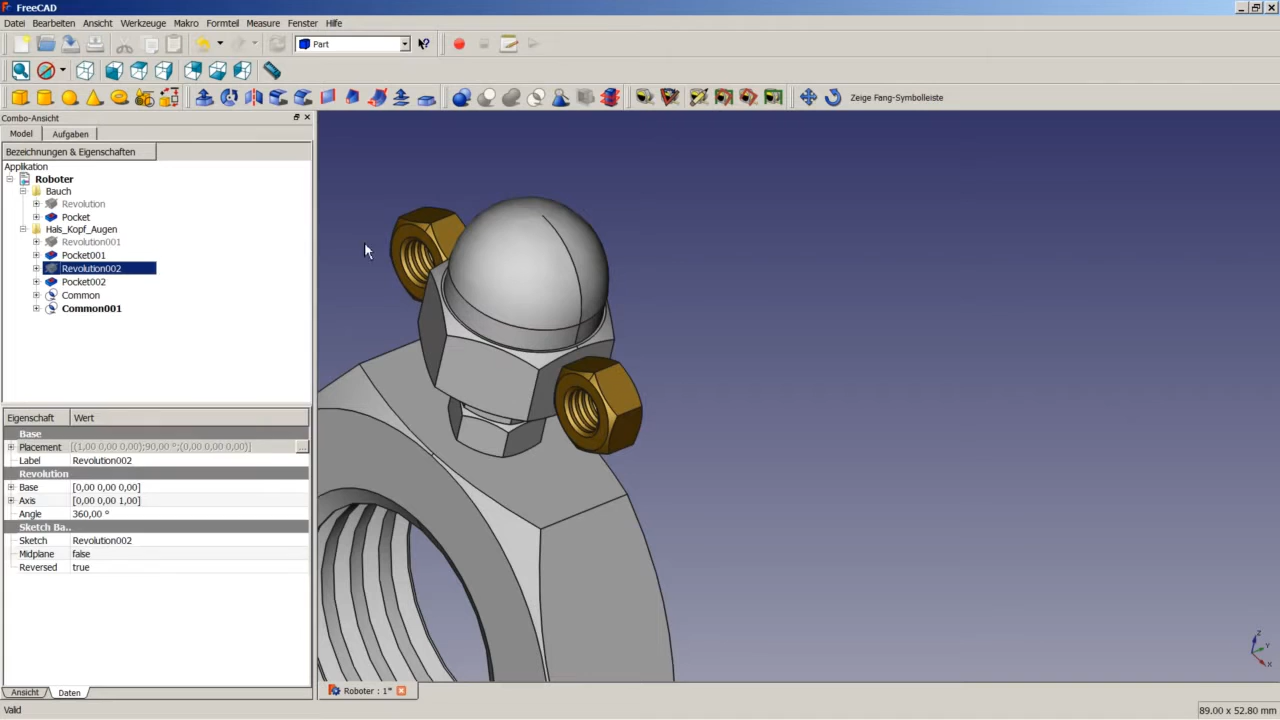 FreeCAD
Datei Bearbeiten Ansicht Werkzeuge Makro Formteil Measure Fenster Hilfe
Part
Zeige Fang-Symbolleiste
Combo-Ansicht
Model Aufgaben
Bezeichnungen & Eigenschaften
Applikation
Roboter
Bauch
Revolution
Pocket
Hals_Kopf_Augen
Revolution001
Pocket001
Revolution002
Pocket002
Common
Common001
Eigenschaft Wert
Base
Placement [(1,00 0,00 0,00);90,00 °;(0,00 0,00 0,00)] ...
Label Revolution002
Revolution
Base [0,00 0,00 0,00]
Axis [0,00 0,00 1,00]
Angle 360,00 °
Sketch Ba..
Sketch Revolution002
Midplane false
Reversed true
Ansicht Daten
Roboter : 1*
Z
Y
X
Valid
89.00 x 52.80 mm